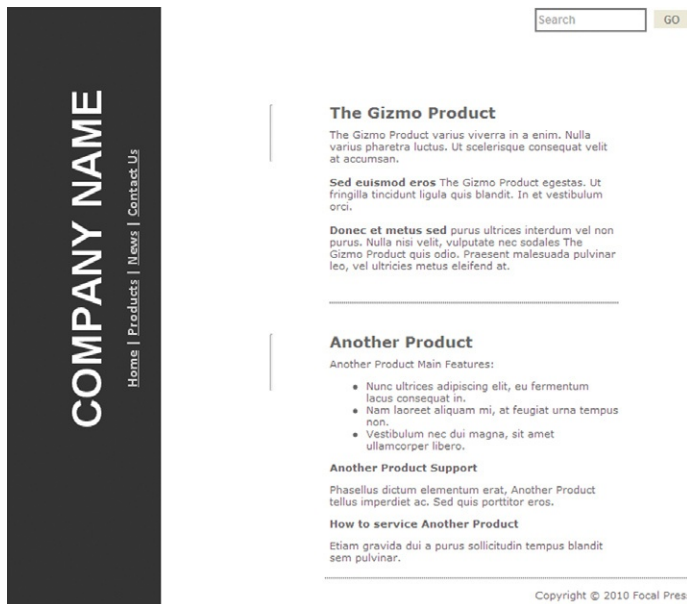 Search GO
COMPANY NAME
Home | Products | News | Contact Us
The Gizmo Product
The Gizmo Product varius viverra in a enim. Nulla
varius pharetra luctus. Ut scelerisque consequat velit
at accumsan.
Sed euismod eros The Gizmo Product egestas. Ut
fringilla tincidunt ligula quis blandit. In et vestibulum
orci.
Donec et metus sed purus ultrices interdum vel non
purus. Nulla nisi velit, vulputate nec sodales The
Gizmo Product quis odio. Praesent malesuada pulvinar
leo, vel ultricies metus eleifend at.
Another Product
Another Product Main Features:
• Nunc ultrices adipiscing elit, eu fermentum
lacus consequat in.
• Nam laoreet aliquam mi, at feugiat urna tempus
non.
• Vestibulum nec dui magna, sit amet
ullamcorper libero.
Another Product Support
Phasellus dictum elementum erat, Another Product
tellus imperdiet ac. Sed quis porttitor eros.
How to service Another Product
Etiam gravida dui a purus sollicitudin tempus blandit
sem pulvinar.
Copyright © 2010 Focal Pres